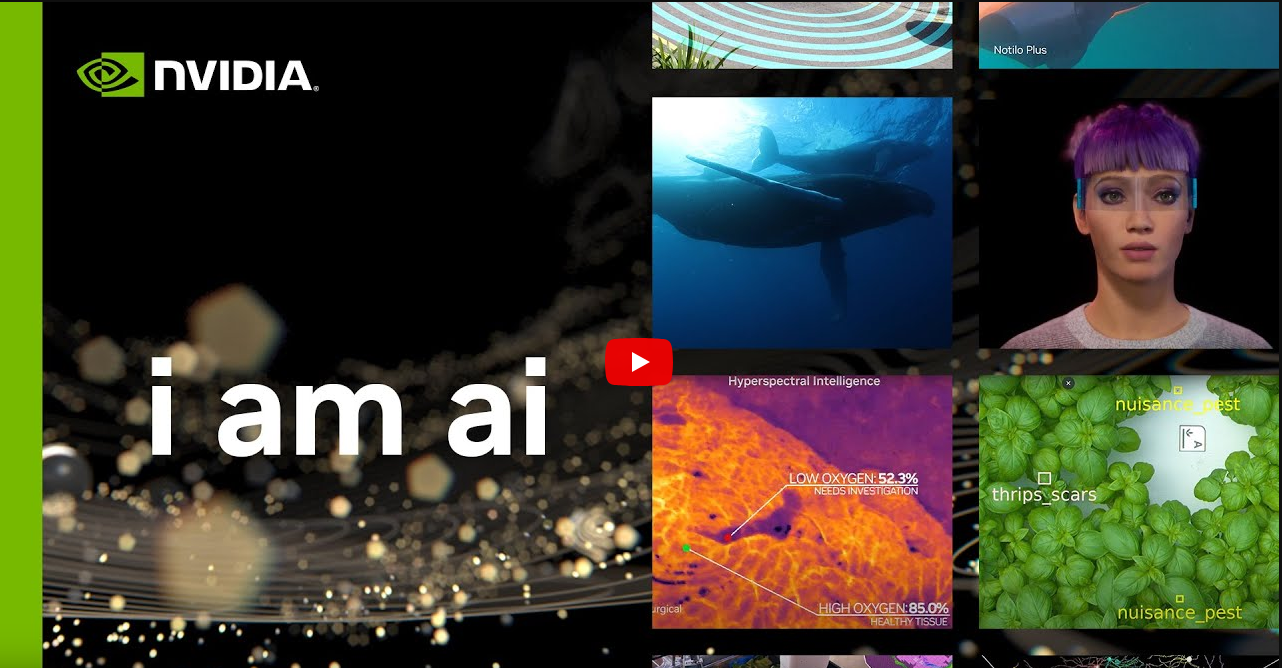 NVIDIA®
i am ai
Notilo Plus
Hyperspectral Intelligence
LOW OXYGEN: 52.3%
NEEDS INVESTIGATION
urgical
HIGH OXYGEN: 85.0%
HEALTHY TISSUE
nuisance_pest
A
thrips_scars
nuisance_pest